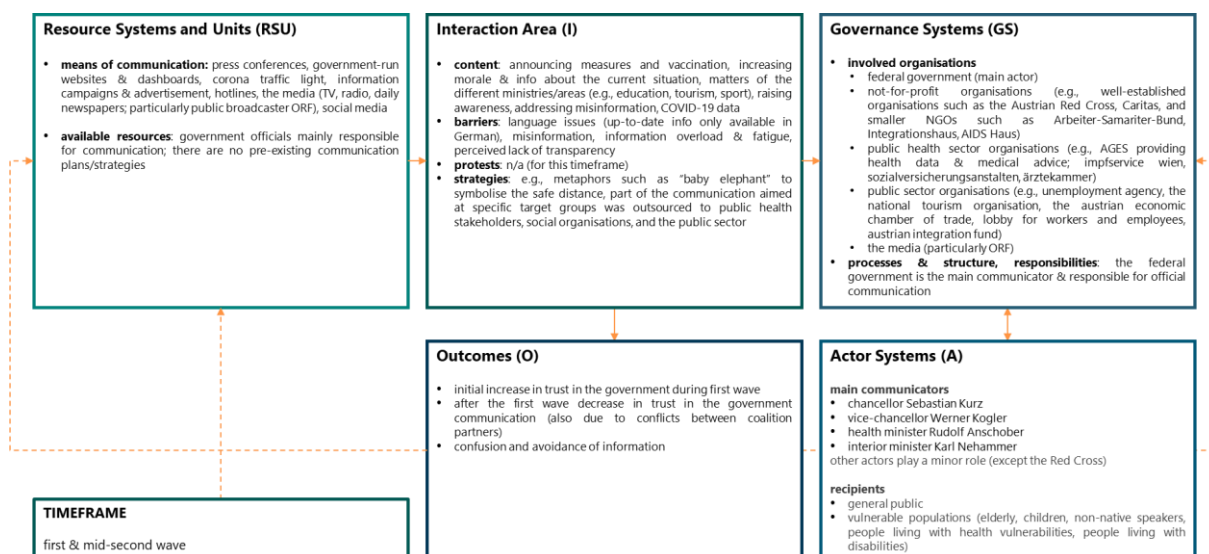 Resource Systems and Units (RSU)
• means of communication: press conferences, government-run
websites & dashboards, corona traffic light, information
campaigns & advertisement, hotlines, the media (TV, radio, daily
newspapers; particularly public broadcaster ORF), social media
• available resources: government officials mainly responsible
for communication; there are no pre-existing communication
plans/strategies
Interaction Area (I)
• content: announcing measures and vaccination, increasing
morale & info about the current situation, matters of the
different ministries/areas (e.g., education, tourism, sport), raising
awareness, addressing misinformation, COVID-19 data
• barriers: language issues (up-to-date info only available in
German), misinformation, information overload & fatigue,
perceived lack of transparency
• protests: n/a (for this timeframe)
• strategies: e.g., metaphors such as “baby elephant” to
symbolise the safe distance, part of the communication aimed
at specific target groups was outsourced to public health
stakeholders, social organisations, and the public sector
Governance Systems (GS)
• involved organisations
• federal government (main actor)
• not-for-profit organisations (e.g., well-established
organisations such as the Austrian Red Cross, Caritas, and
smaller NGOs such as Arbeiter-Samariter-Bund,
Integrationshaus, AIDS Haus)
• public health sector organisations (e.g., AGES providing
health data & medical advice; impfservice wien,
sozialversicherungsanstalten, ärztekammer)
• public sector organisations (e.g., unemployment agency, the
national tourism organisation, the austrian economic
chamber of trade, lobby for workers and employees,
austrian integration fund)
• the media (particularly ORF)
• processes & structure, responsibilities: the federal
government is the main communicator & responsible for official
communication
Outcomes (O)
• initial increase in trust in the government during first wave
• after the first wave decrease in trust in the government
communication (also due to conflicts between coalition
partners)
• confusion and avoidance of information
Actor Systems (A)
main communicators
• chancellor Sebastian Kurz
• vice-chancellor Werner Kogler
• health minister Rudolf Anschober
• interior minister Karl Nehammer
other actors play a minor role (except the Red Cross)
recipients
• general public
• vulnerable populations (elderly, children, non-native speakers,
people living with health vulnerabilities, people living with
disabilities)
TIMEFRAME
first & mid-second wave